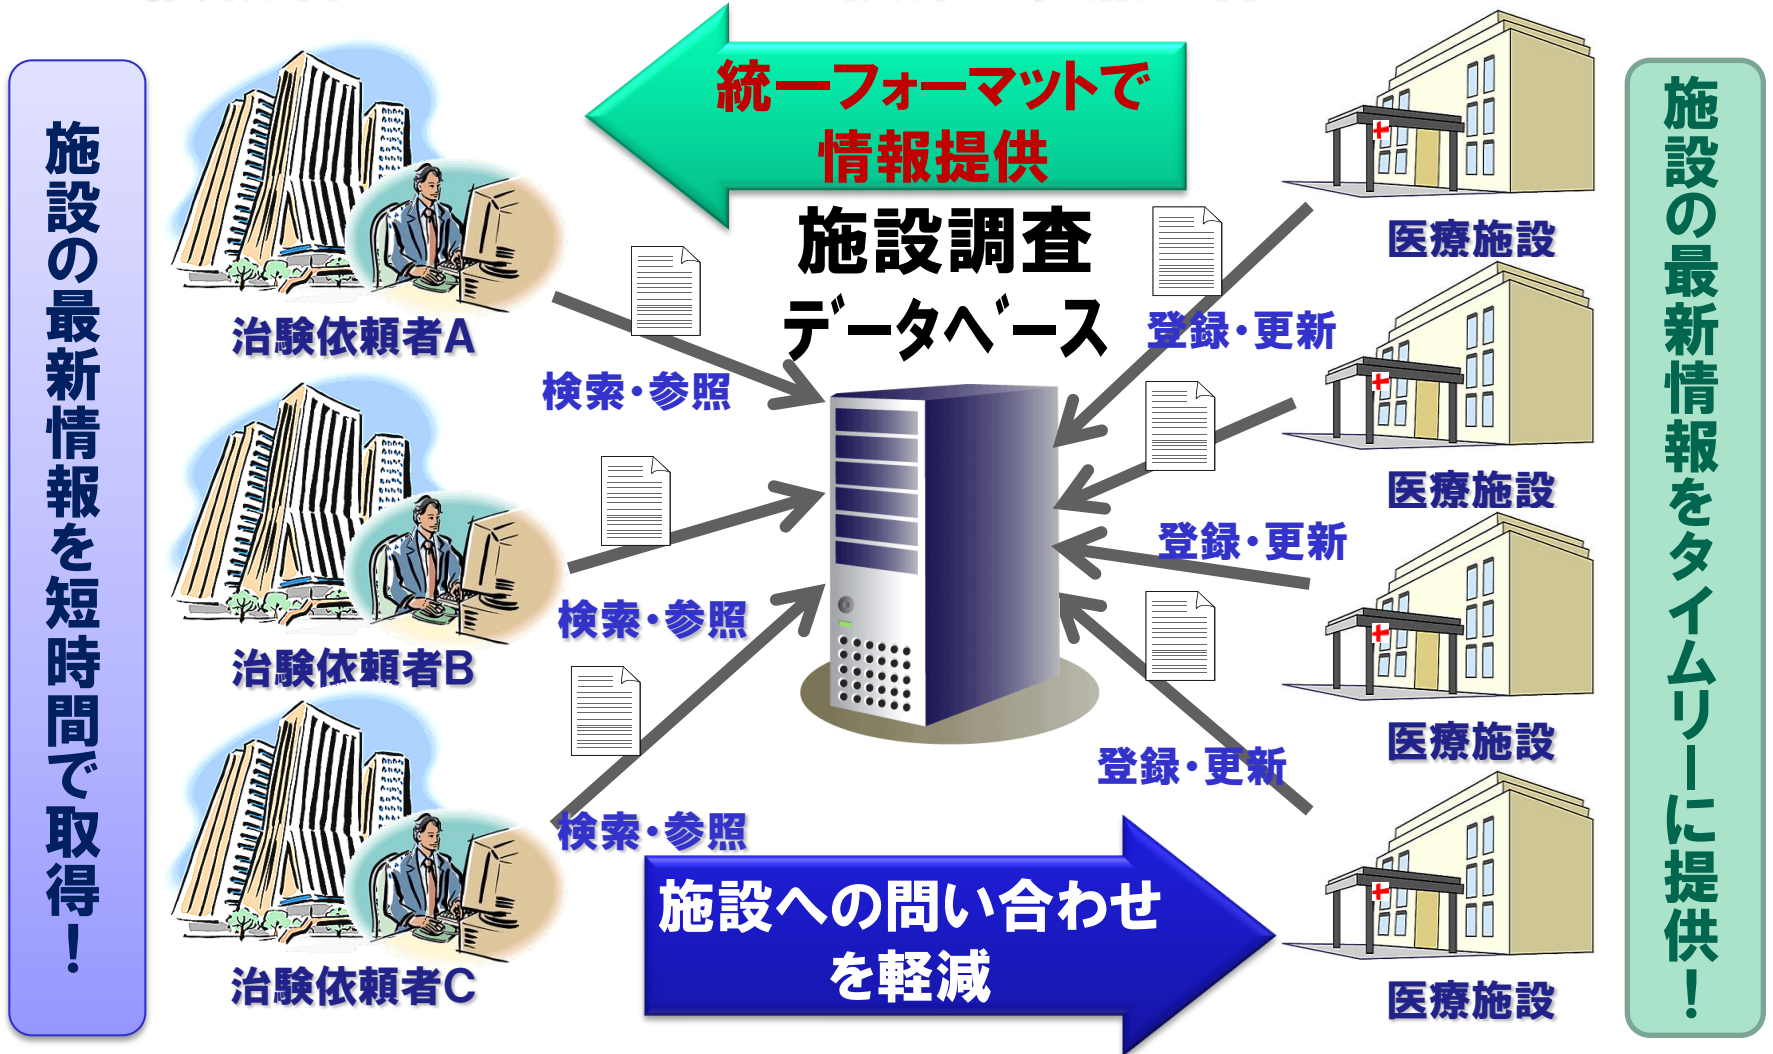 統一フォーマットで
情報提供
施設の最新情報を短時間で取得！
施設の最新情報をタイムリーに提供！
施設調査
データベース
医療施設
治験依頼者A
検索・参照
登録・更新
医療施設
治験依頼者B
検索・参照
登録・更新
医療施設
治験依頼者C
検索・参照
登録・更新
医療施設
施設への問い合わせ
を軽減